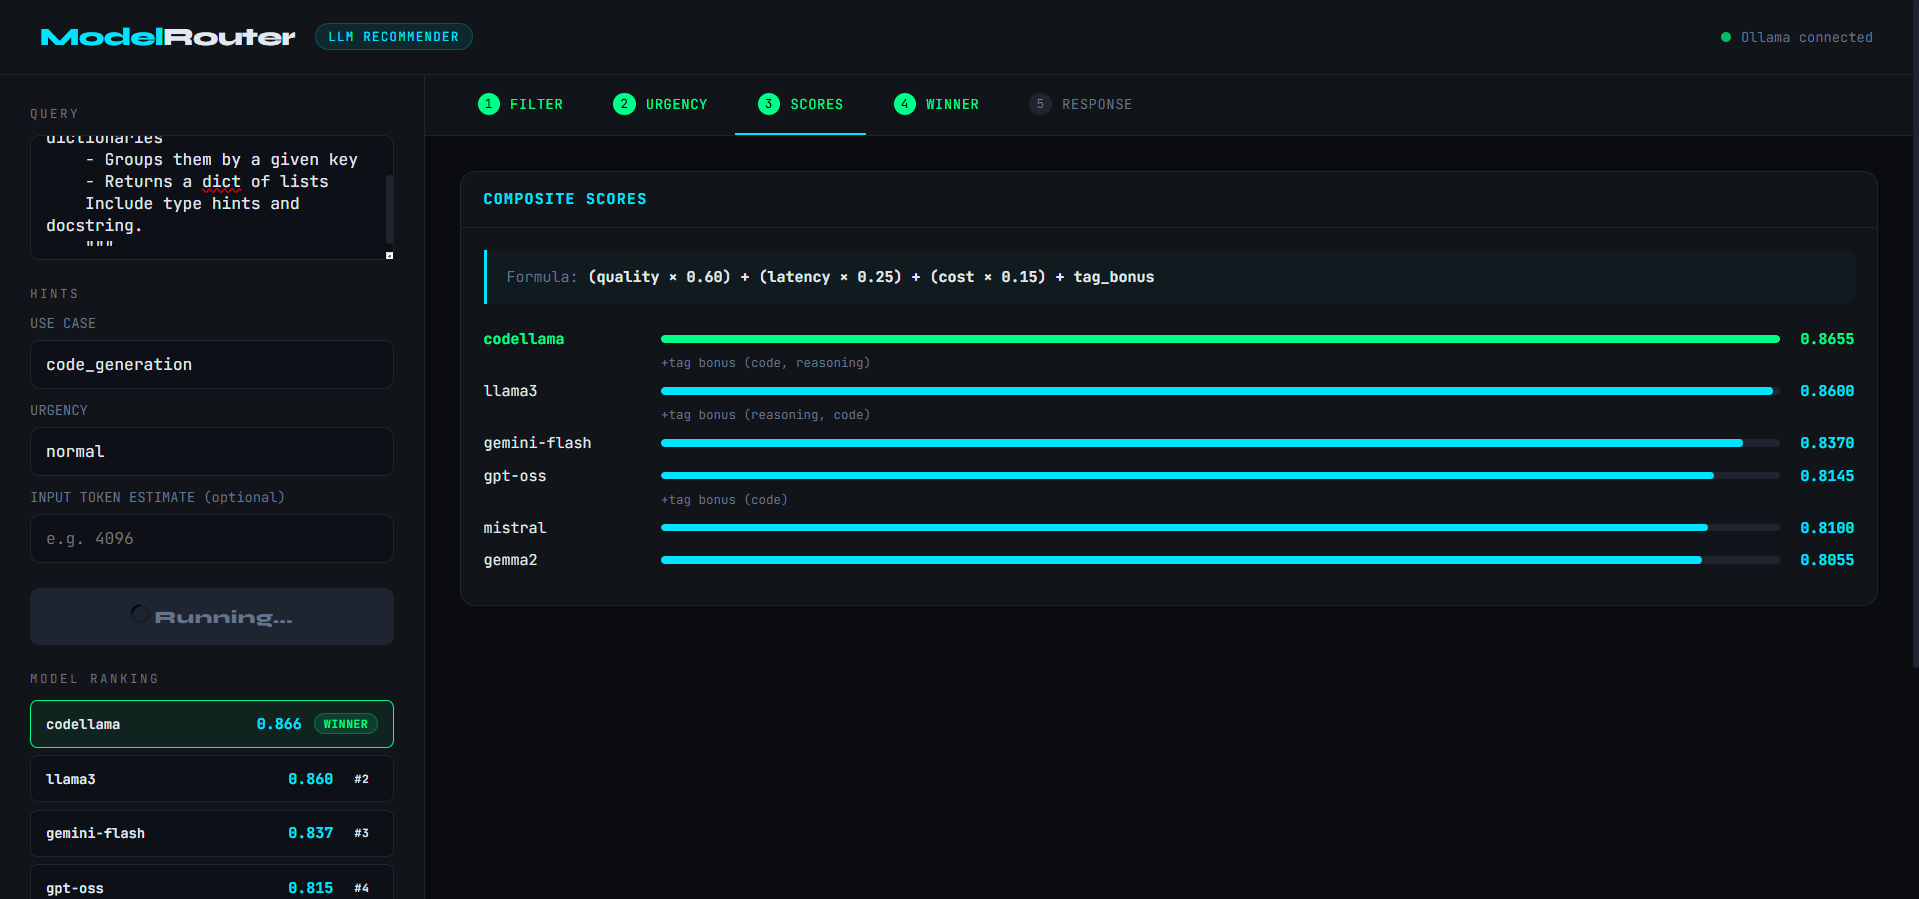 ModelRouter
LLM RECOMMENDER
Ollama connected
QUERY
dictionaries
- Groups them by a given key
- Returns a dict of lists
Include type hints and
docstring.
"""
HINTS
USE CASE
code_generation
URGENCY
normal
INPUT TOKEN ESTIMATE (optional)
e.g. 4096
Running...
MODEL RANKING
codellama 0.866 WINNER
llama3 0.860 #2
gemini-flash 0.837 #3
gpt-oss 0.815 #4
1 FILTER
2 URGENCY
3 SCORES
4 WINNER
5 RESPONSE
COMPOSITE SCORES
Formula: (quality × 0.60) + (latency × 0.25) + (cost × 0.15) + tag_bonus
codellama 0.8655
+tag bonus (code, reasoning)
llama3 0.8600
+tag bonus (reasoning, code)
gemini-flash 0.8370
gpt-oss 0.8145
+tag bonus (code)
mistral 0.8100
gemma2 0.8055